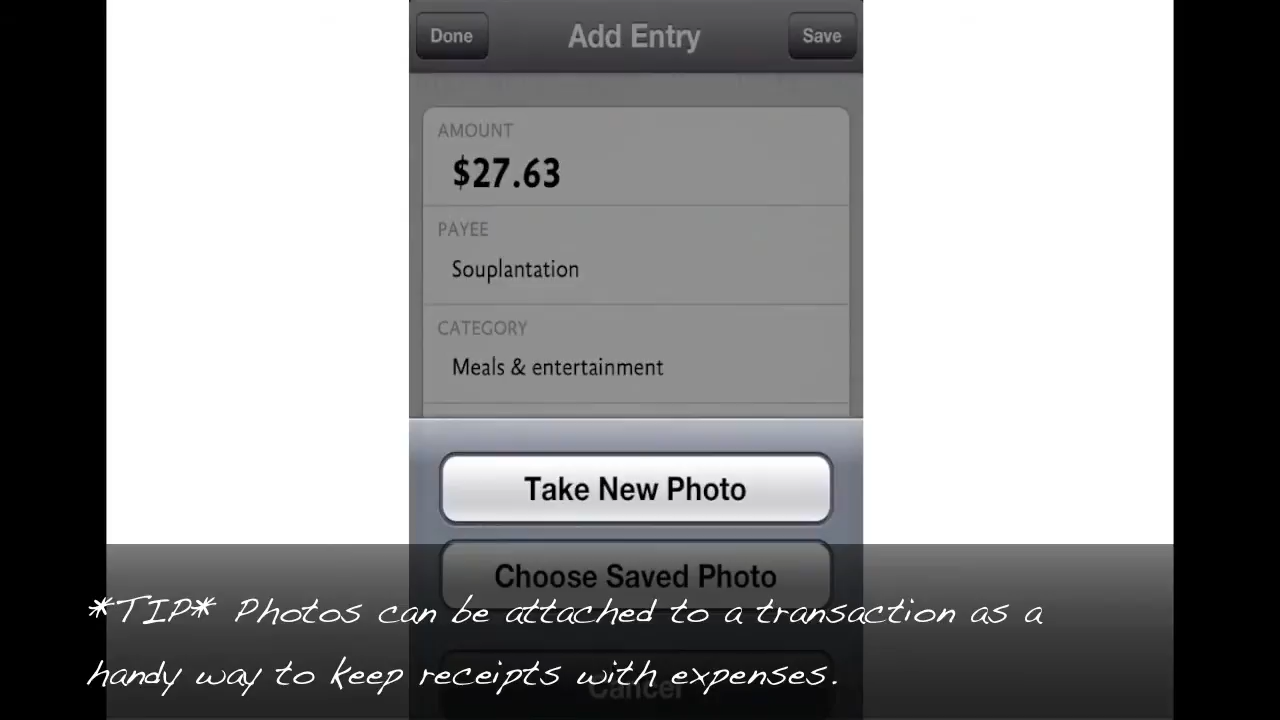 Done Add Entry Save
AMOUNT
$27.63
PAYEE
Souplantation
CATEGORY
Meals & entertainment
Take New Photo
Choose Saved Photo
*TIP* Photos can be attached to a transaction as a
handy way to keep receipts with expenses.
Cancel